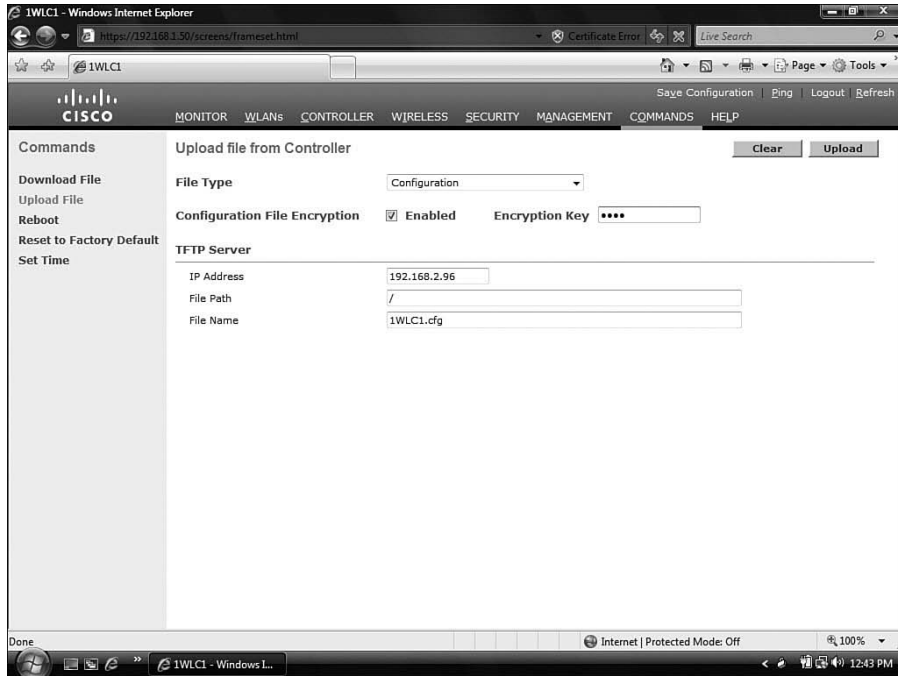 1WLC1 - Windows Internet Explorer
https://192.168.1.50/screens/frameset.html Certificate Error Live Search
1WLC1 Page Tools
Save Configuration | Ping | Logout | Refresh
CISCO MONITOR WLANs CONTROLLER WIRELESS SECURITY MANAGEMENT COMMANDS HELP
Commands Upload file from Controller Clear Upload
Download File File Type Configuration
Upload File
Reboot Configuration File Encryption Enabled Encryption Key ••••
Reset to Factory Default
Set Time TFTP Server
IP Address 192.168.2.96
File Path /
File Name 1WLC1.cfg
Done Internet | Protected Mode: Off 100%
1WLC1 - Windows I... 12:43 PM